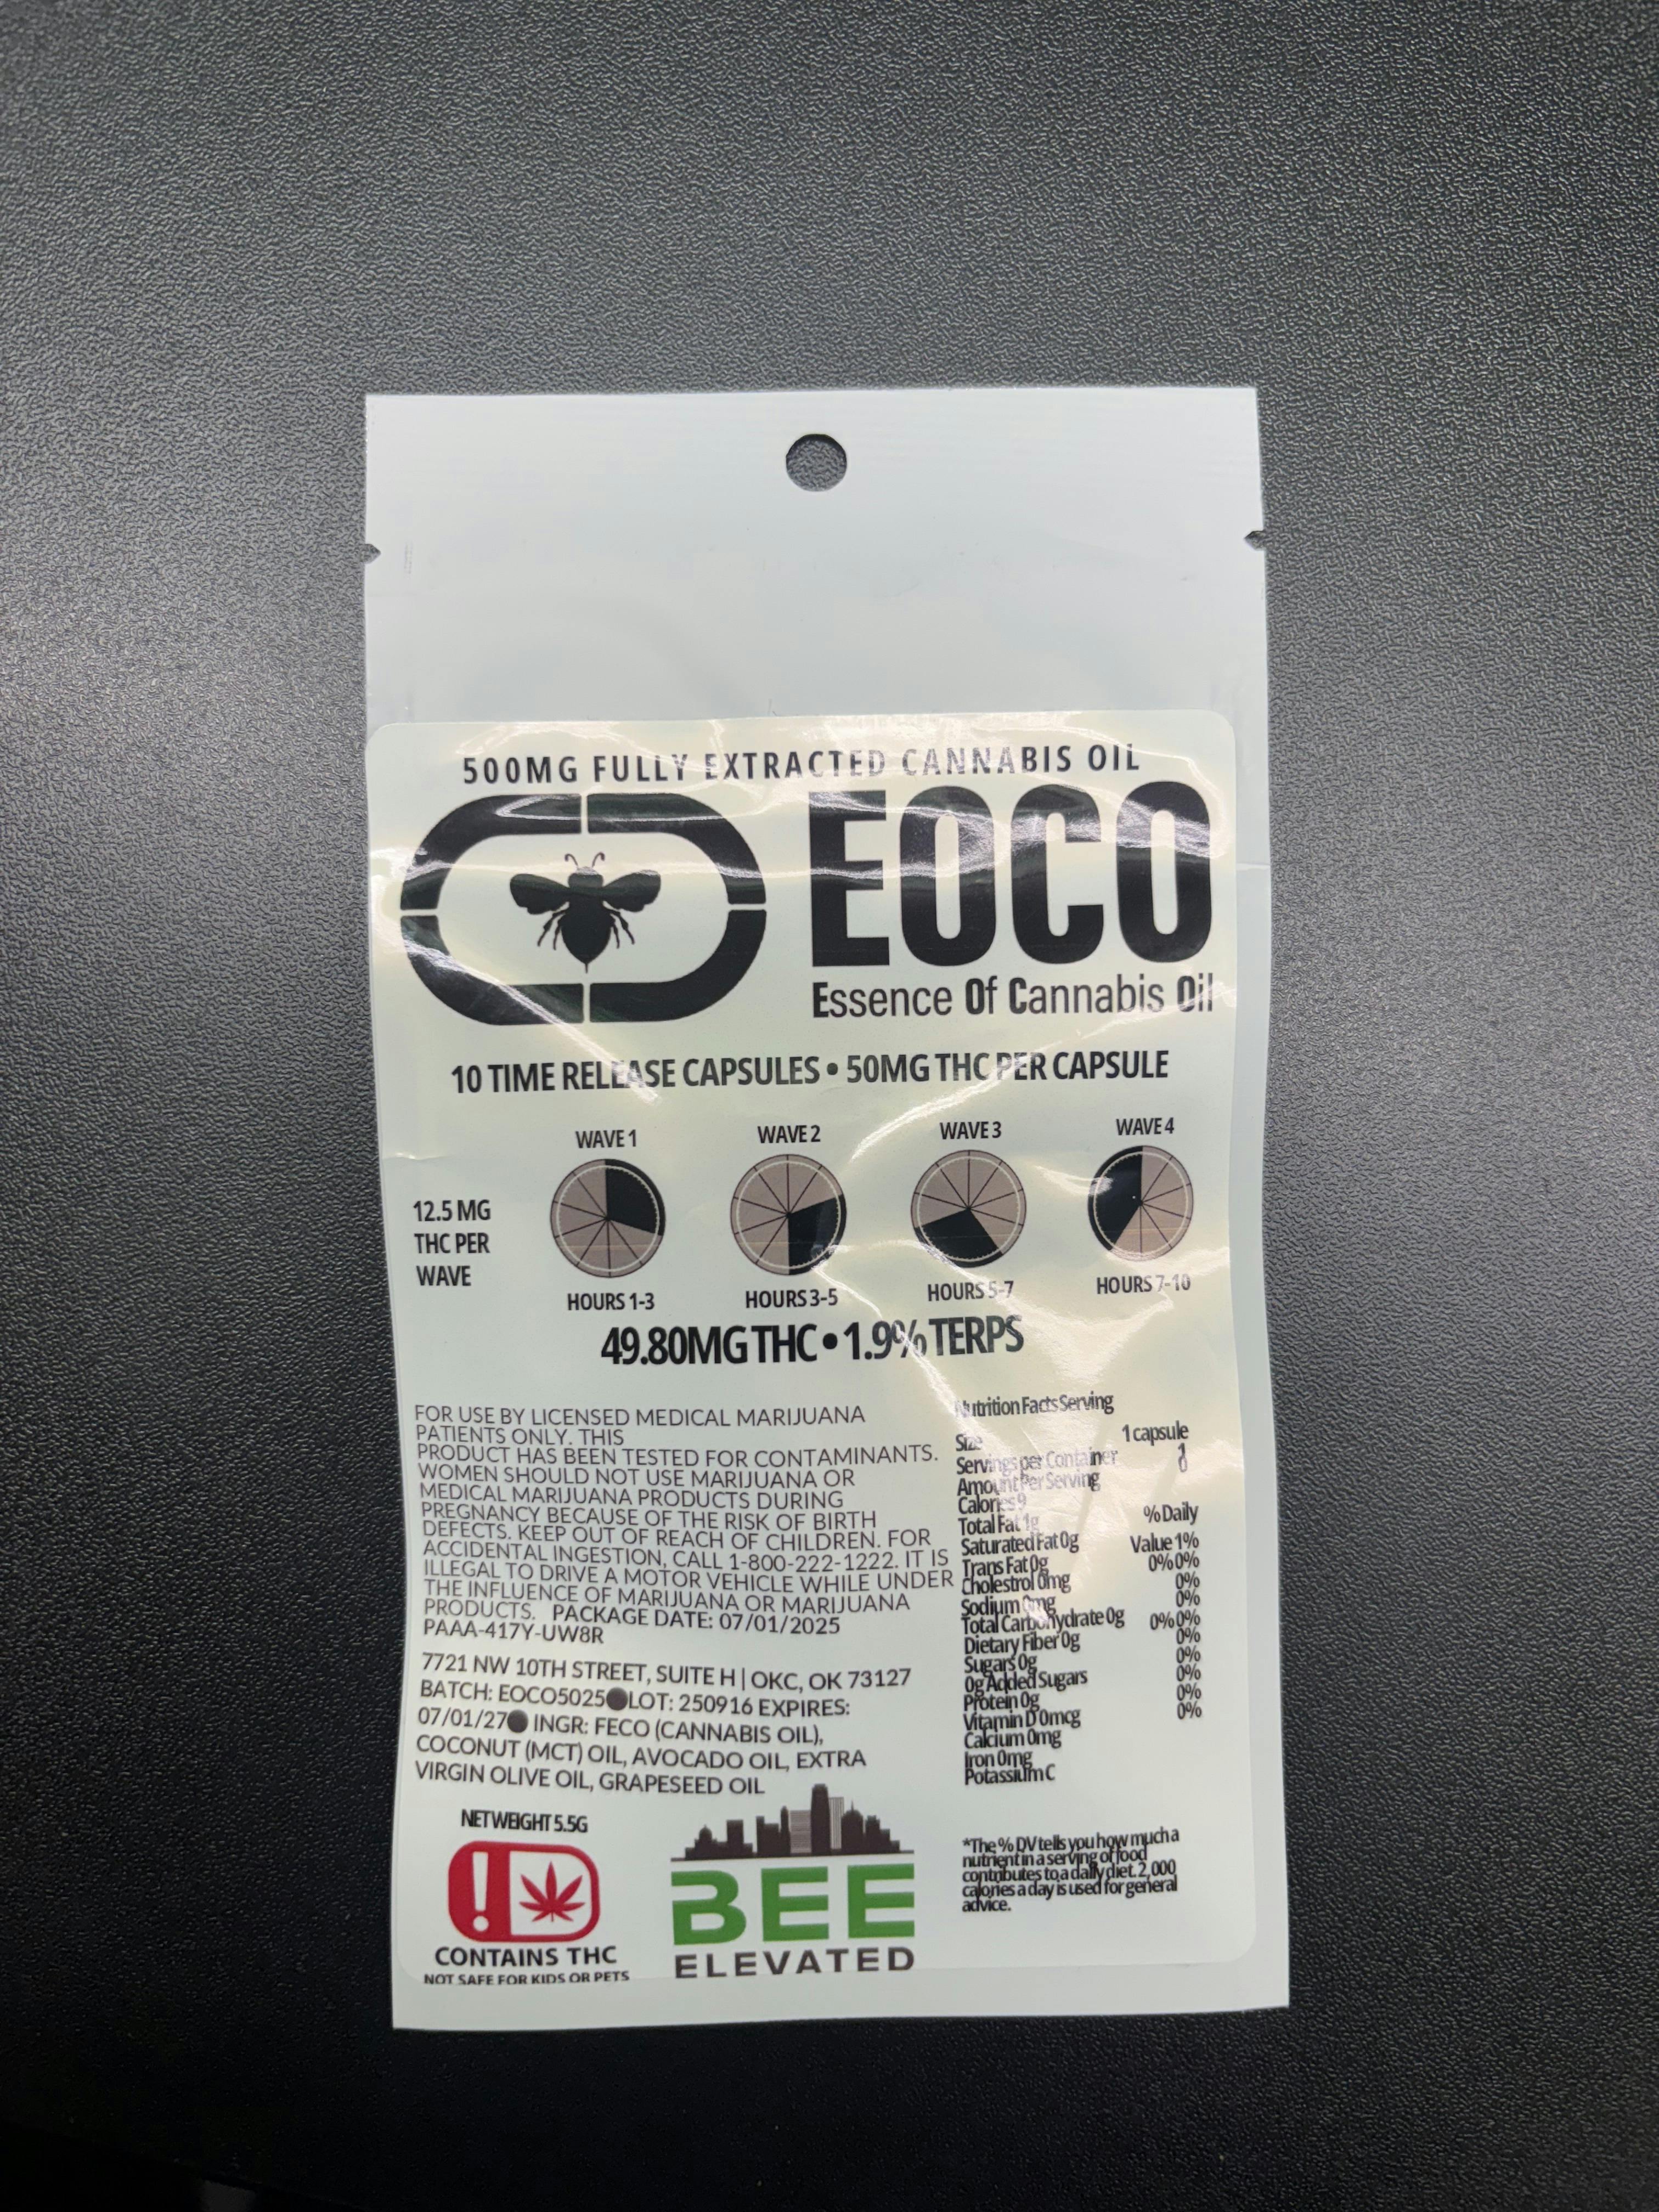 500MG FULLY EXTRACTED CANNABIS OIL
EOCO
Essence Of Cannabis Oil
10 TIME RELEASE CAPSULES • 50MG THC PER CAPSULE
WAVE 1
WAVE 2
WAVE 3
WAVE 4
12.5 MG
THC PER
WAVE
HOURS 1-3
HOURS 3-5
HOURS 5-7
HOURS 7-10
49.80MG THC • 1.9% TERPS
FOR USE BY LICENSED MEDICAL MARIJUANA
PATIENTS ONLY. THIS
PRODUCT HAS BEEN TESTED FOR CONTAMINANTS.
WOMEN SHOULD NOT USE MARIJUANA OR
MEDICAL MARIJUANA PRODUCTS DURING
PREGNANCY BECAUSE OF THE RISK OF BIRTH
DEFECTS. KEEP OUT OF REACH OF CHILDREN. FOR
ACCIDENTAL INGESTION, CALL 1-800-222-1222. IT IS
ILLEGAL TO DRIVE A MOTOR VEHICLE WHILE UNDER
THE INFLUENCE OF MARIJUANA OR MARIJUANA
PRODUCTS. PACKAGE DATE: 07/01/2025
PAAA-417Y-UW8R
7721 NW 10TH STREET, SUITE H | OKC, OK 73127
BATCH: EOCO5025●LOT: 250916 EXPIRES:
07/01/27● INGR: FECO (CANNABIS OIL),
COCONUT (MCT) OIL, AVOCADO OIL, EXTRA
VIRGIN OLIVE OIL, GRAPESEED OIL
NET WEIGHT 5.5G
CONTAINS THC
NOT SAFE FOR KIDS OR PETS
BEE
ELEVATED
Nutrition Facts Serving
Size 1 capsule
Servings per Container 1
0
Amount Per Serving
Calories 9
% Daily
Total Fat 1g
Saturated Fat 0g Value 1%
Trans Fat 0g 0% 0%
Cholestrol 0mg 0%
Sodium 0mg 0%
Total Carbohydrate 0g 0% 0%
Dietary Fiber 0g 0%
Sugars 0g 0%
0g Added Sugars 0%
Protein 0g 0%
Vitamin D 0mcg 0%
Calcium 0mg
Iron 0mg
Potassium C
*The % DV tells you how much a
nutrient in a serving of food
contributes to a daily diet. 2,000
calories a day is used for general
advice.